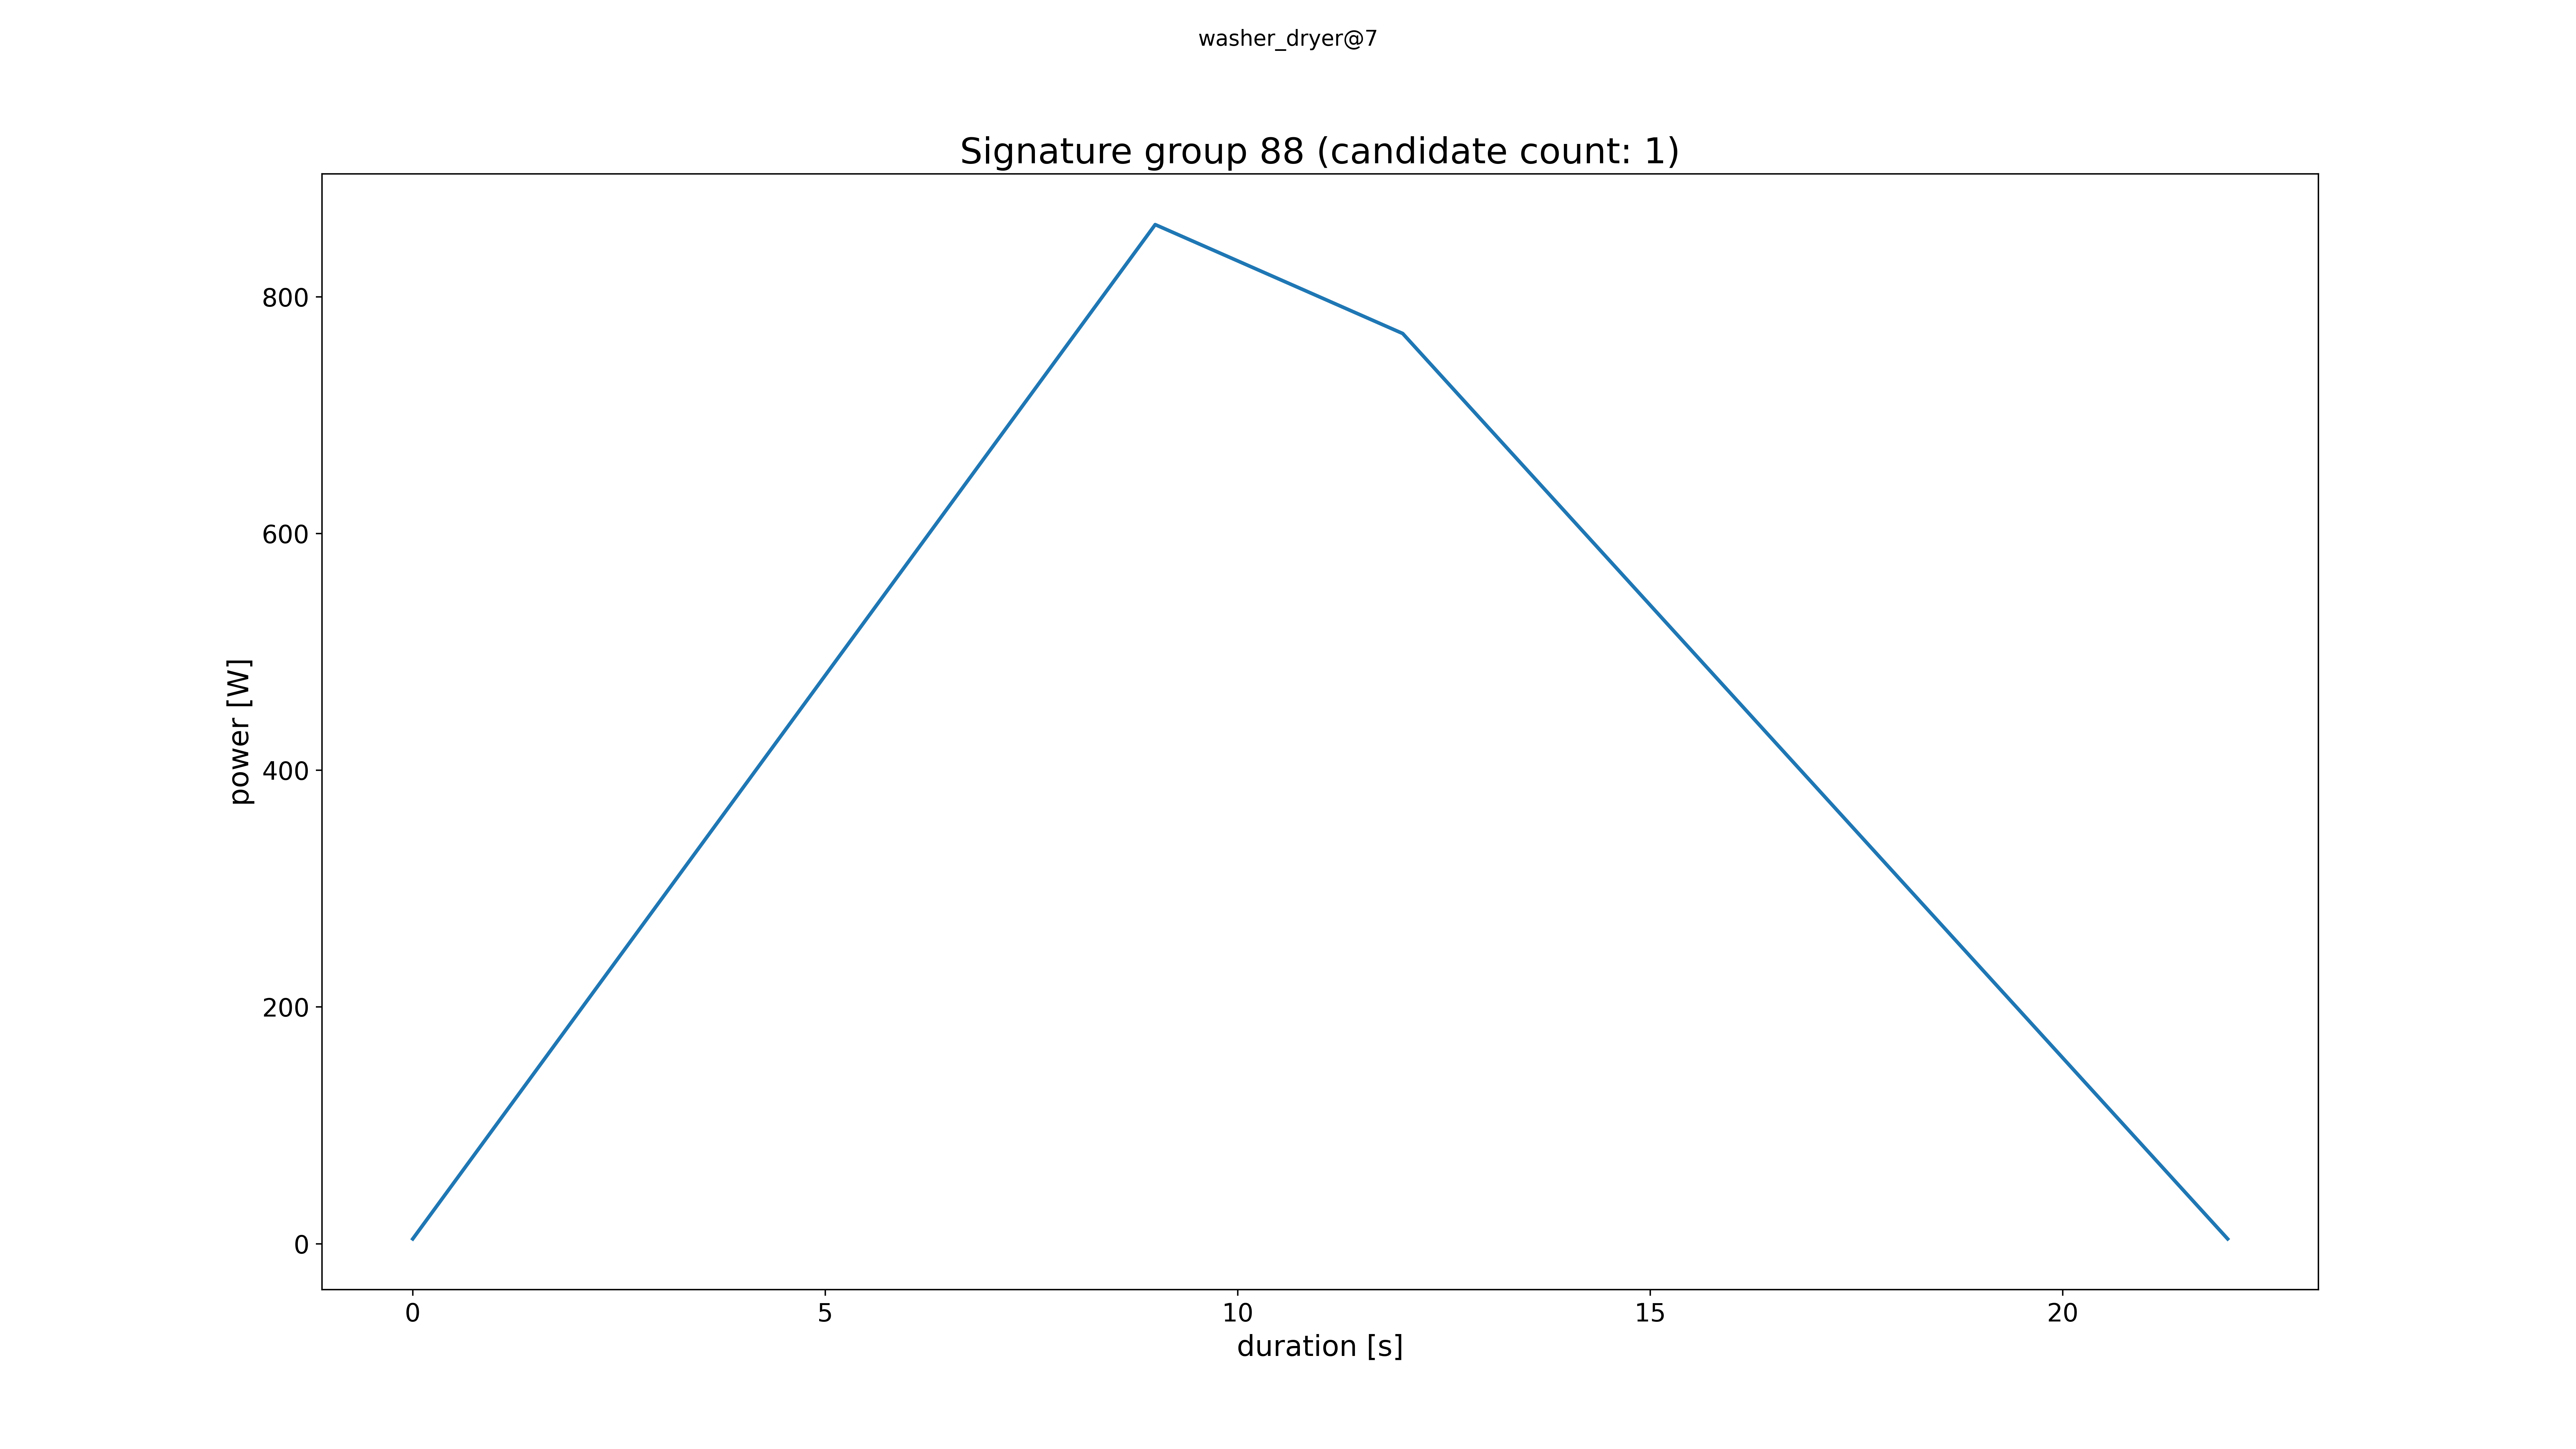 washer_dryer@7
Signature group 88 (candidate count: 1)
800
600
400
200
0
power [W]
0 5 10 15 20
duration [s]